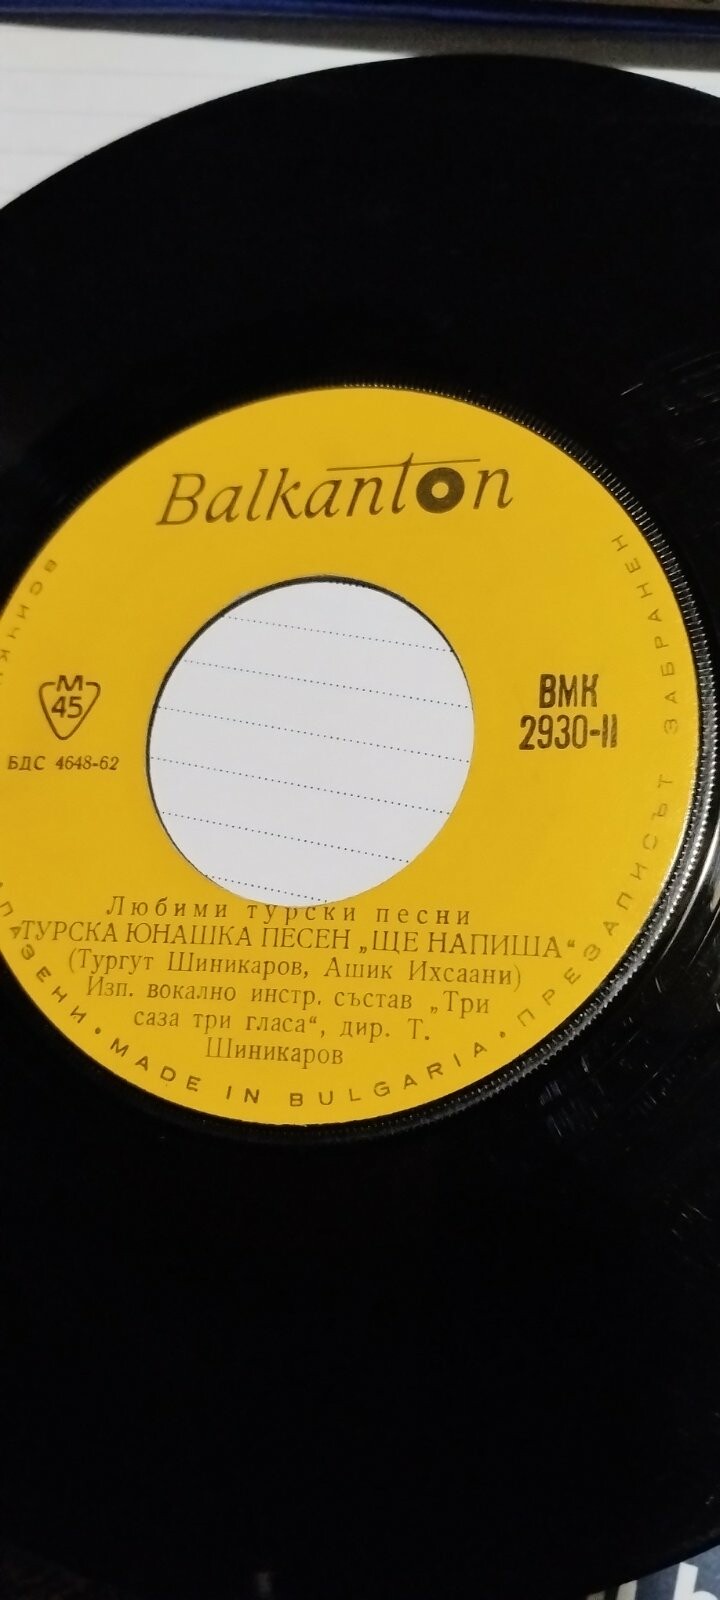 Balkanton
М
45
БДС 4648-62
ВМК
2930-II
Любими турски песни
ТУРСКА ЮНАШКА ПЕСЕН „ЩЕ НАПИША“
(Тургут Шиникаров, Ашик Ихсаани)
Изп. вокално инстр. състав „Три
саза три гласа“, дир. Т.
Шиникаров
• MADE IN BULGARIA • ПРЕЗАПИСЪТ ЗАБРАНЕН